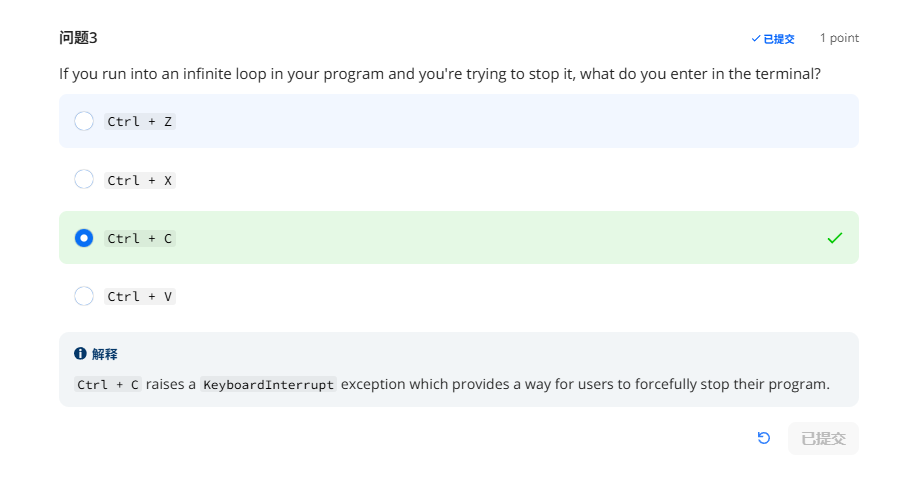 问题3
已提交 1 point
If you run into an infinite loop in your program and you're trying to stop it, what do you enter in the terminal?
Ctrl + Z
Ctrl + X
Ctrl + C
Ctrl + V
解释
Ctrl + C raises a KeyboardInterrupt exception which provides a way for users to forcefully stop their program.
已提交